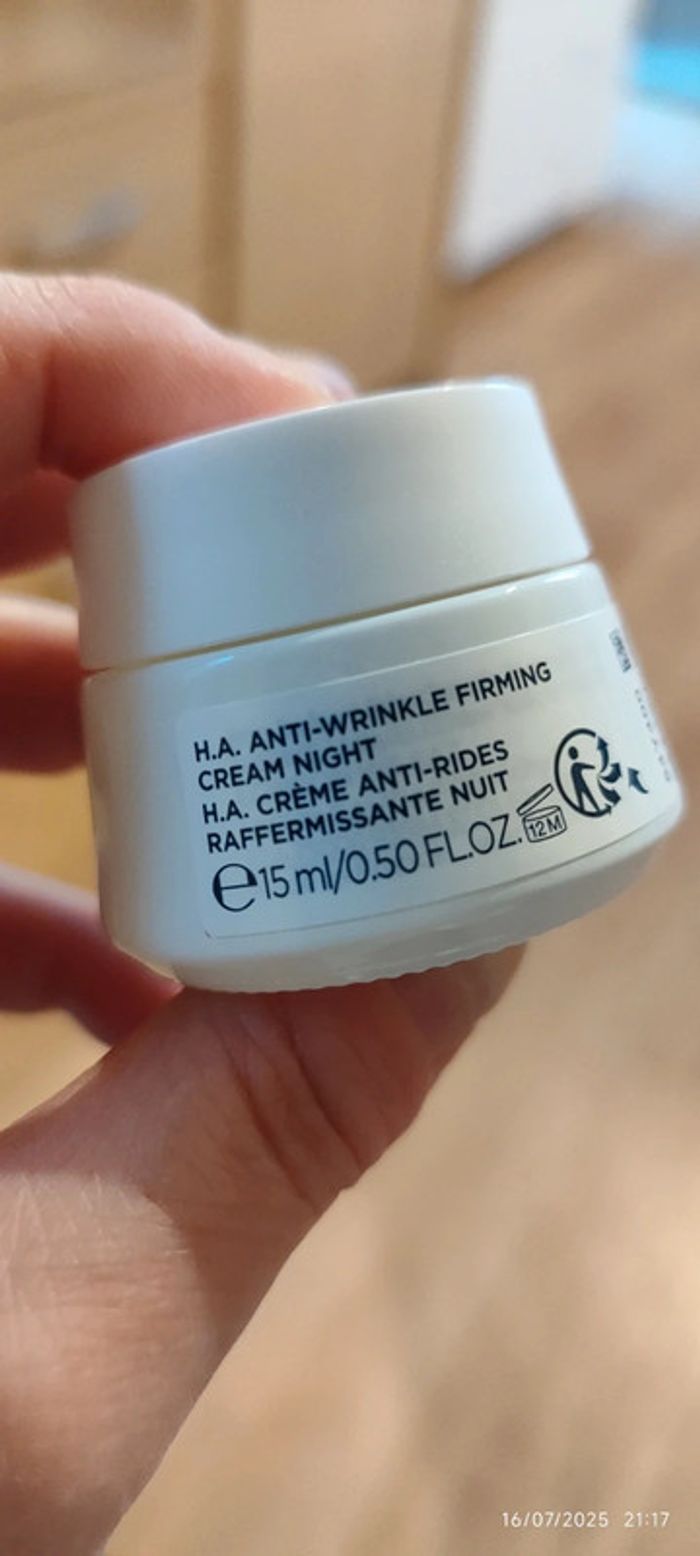 H.A. ANTI-WRINKLE FIRMING
CREAM NIGHT
H.A. CRÈME ANTI-RIDES
RAFFERMISSANTE NUIT
℮15 ml/0.50 FL.OZ.
12 M
16/07/2025 21:17